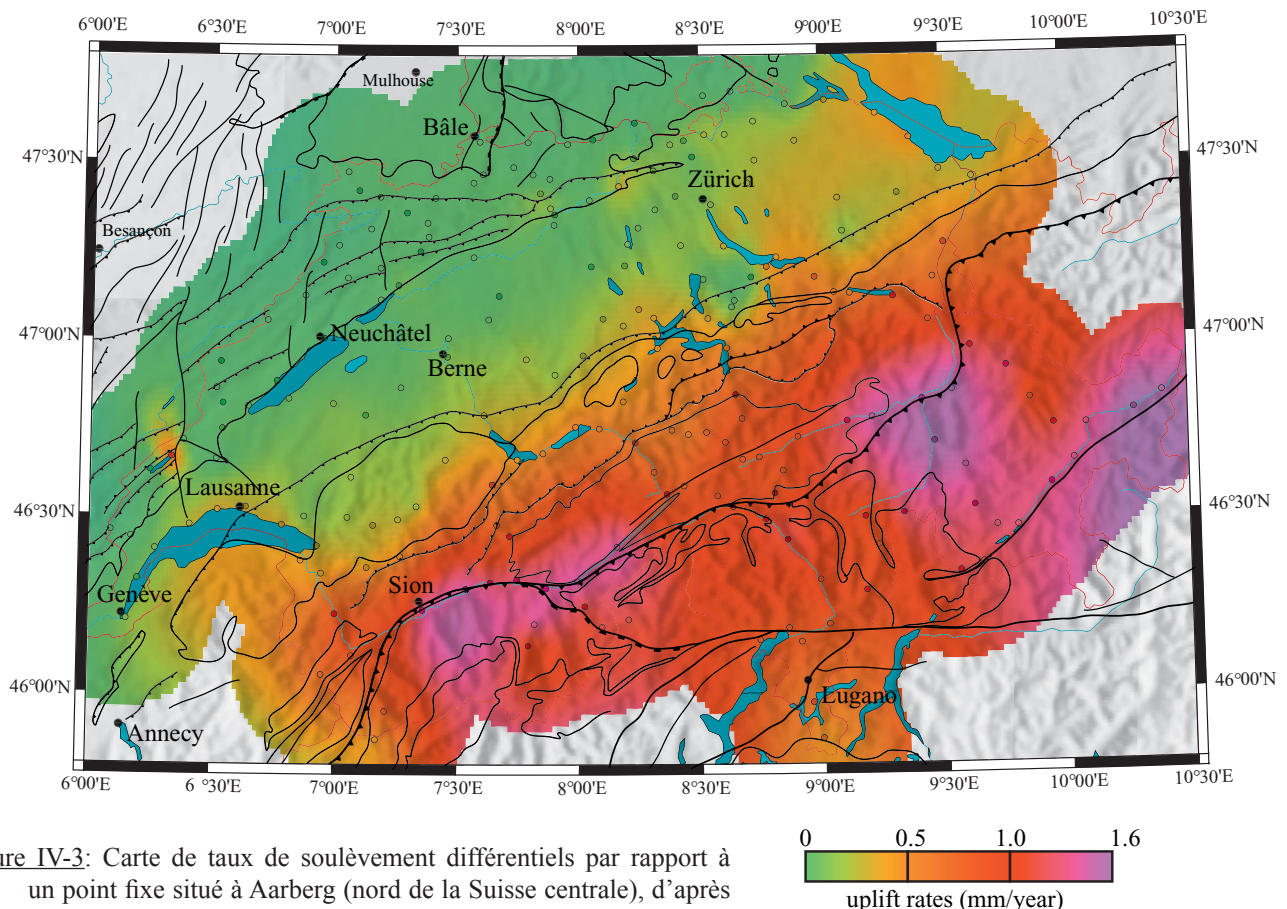 6°00'E 6°30'E 7°00'E 7°30'E 8°00'E 8°30'E 9°00'E 9°30'E 10°00'E 10°30'E
Mulhouse
Bâle
47°30'N
47°30'N
Zürich
Besançon
47°00'N
Neuchâtel
47°00'N
Berne
Lausanne
46°30'N
46°30'N
Sion
Genève
46°00'N
Lugano
46°00'N
Annecy
6°00'E 6°30'E 7°00'E 7°30'E 8°00'E 8°30'E 9°00'E 9°30'E 10°00'E 10°30'E
0 0.5 1.0 1.6
uplift rates (mm/year)
ure IV-3: Carte de taux de soulèvement différentiels par rapport à
un point fixe situé à Aarberg (nord de la Suisse centrale), d'après